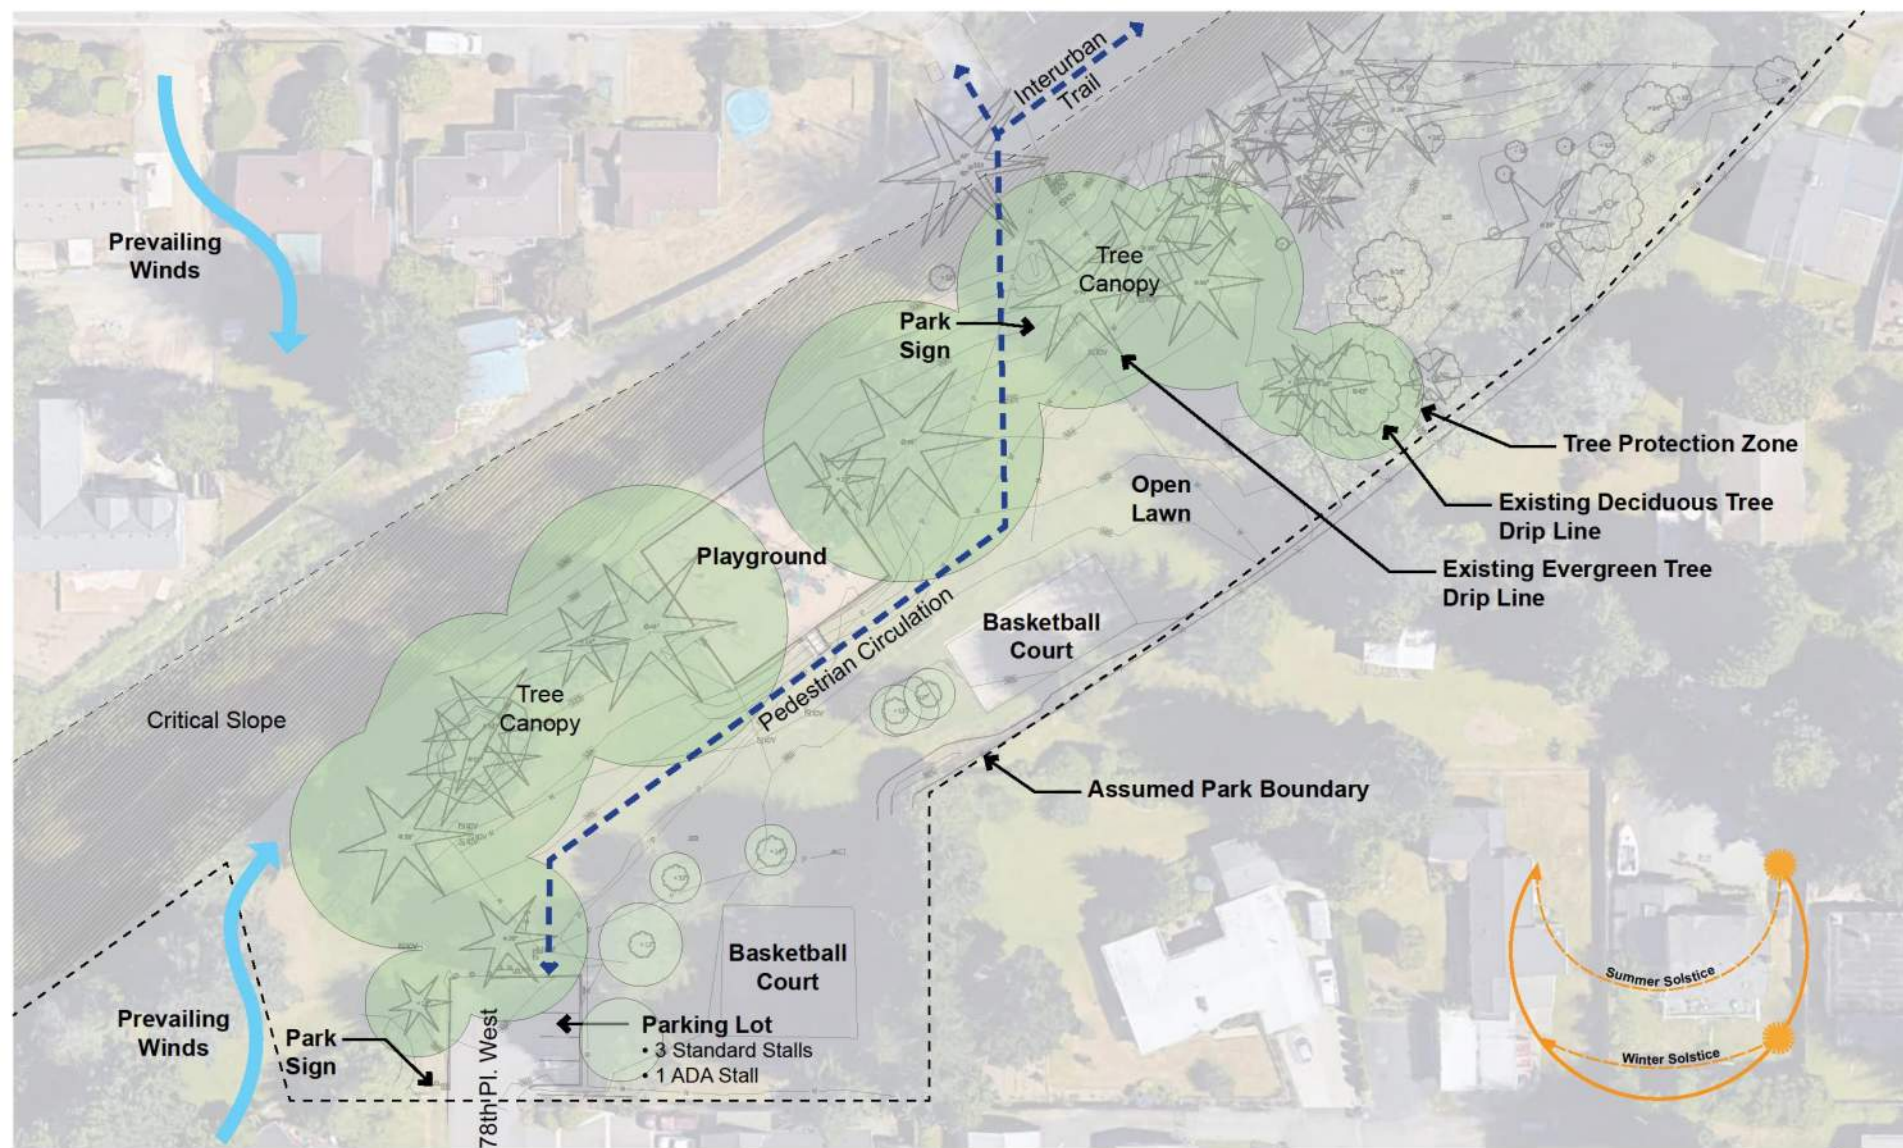 Interurban
Trail
Prevailing
Winds
Tree
Canopy
Park
Sign
Tree Protection Zone
Open
Lawn
Existing Deciduous Tree
Drip Line
Playground
Existing Evergreen Tree
Drip Line
Basketball
Court
Pedestrian Circulation
Tree
Canopy
Critical Slope
Assumed Park Boundary
Basketball
Court
Summer Solstice
Prevailing
Winds
Park
Sign
78th Pl. West
Parking Lot
• 3 Standard Stalls
• 1 ADA Stall
Winter Solstice